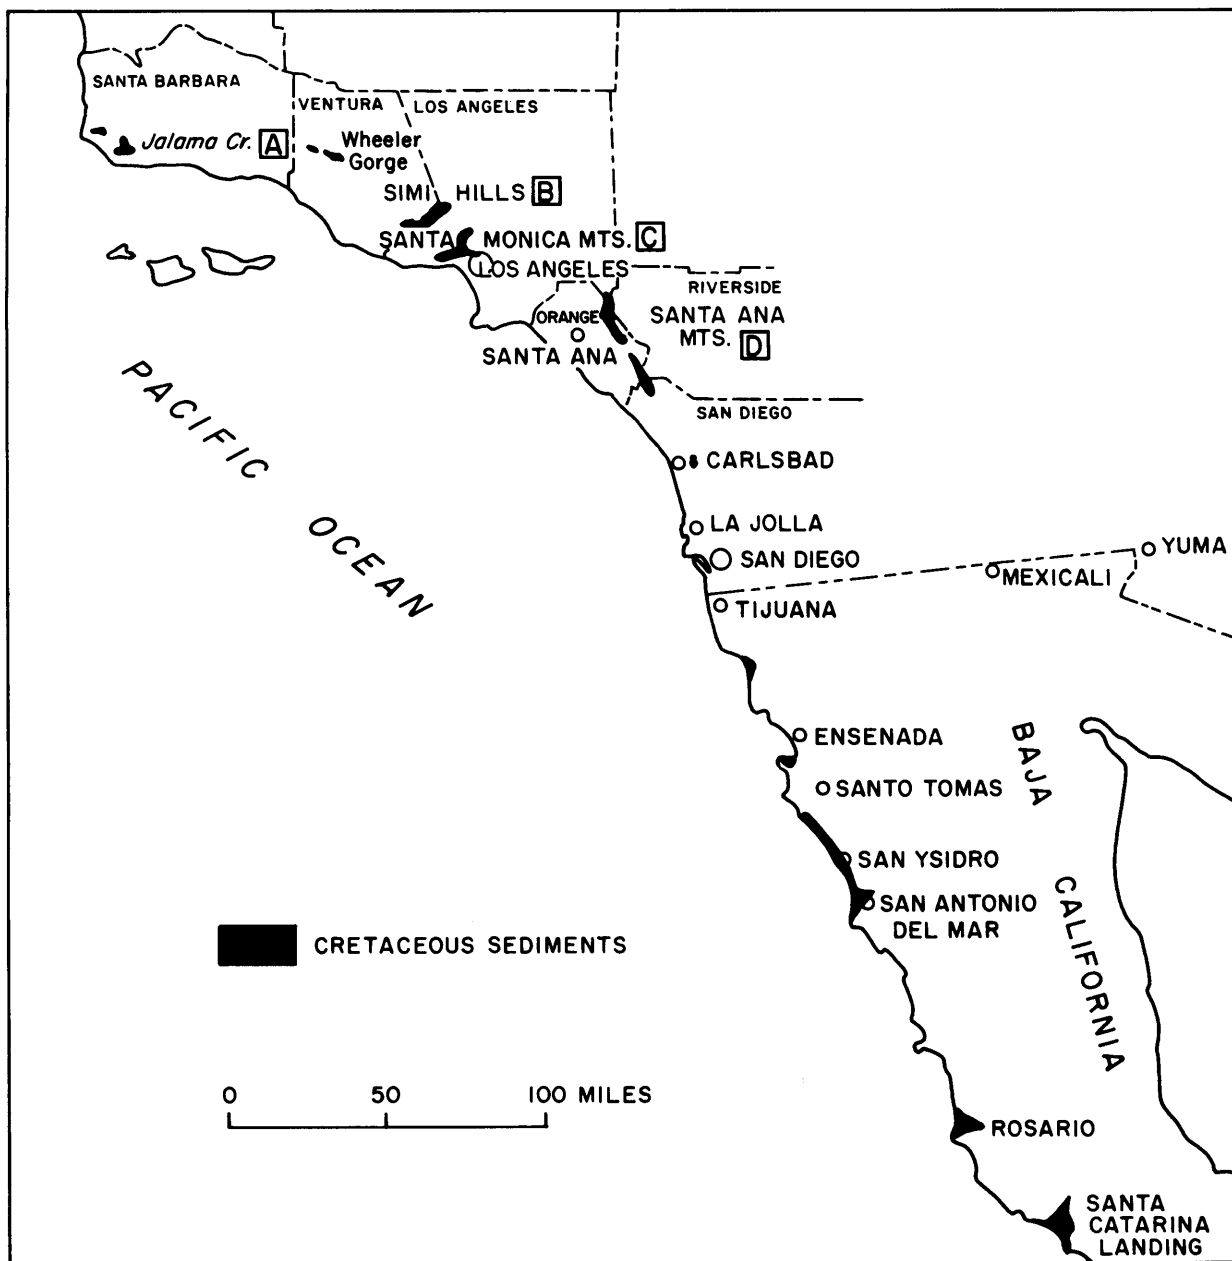 SANTA BARBARA
VENTURA
LOS ANGELES
Jalama Cr. A
Wheeler
Gorge
SIMI HILLS B
SANTA MONICA MTS. C
LOS ANGELES
RIVERSIDE
ORANGE
SANTA ANA
MTS. D
SANTA ANA
SAN DIEGO
PACIFIC OCEAN
CARLSBAD
LA JOLLA
SAN DIEGO
YUMA
MEXICALI
TIJUANA
ENSENADA
BAJA CALIFORNIA
SANTO TOMAS
SAN YSIDRO
SAN ANTONIO
DEL MAR
CRETACEOUS SEDIMENTS
0 50 100 MILES
ROSARIO
SANTA
CATARINA
LANDING